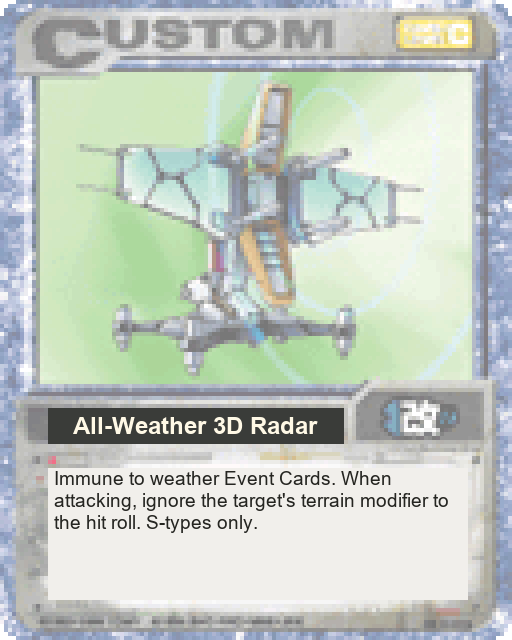 CUSTOM
All-Weather 3D Radar
Immune to weather Event Cards. When
attacking, ignore the target's terrain modifier to
the hit roll. S-types only.